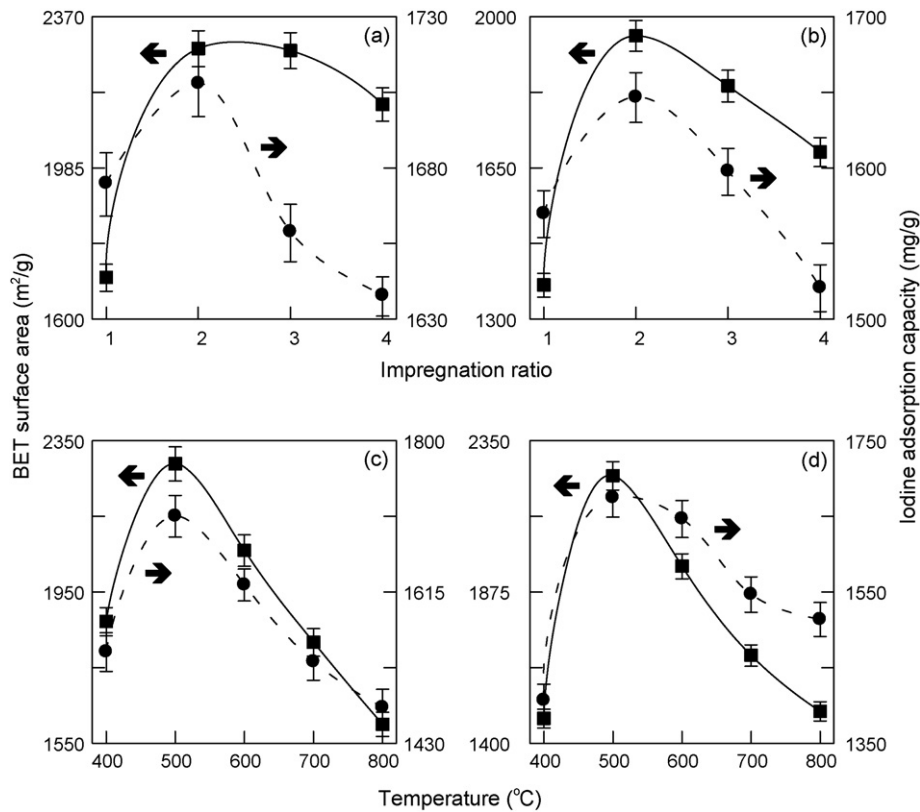 2370
1985
1600
(a)
1730
1680
1630
1 2 3 4
2000
1650
1300
(b)
1700
1600
1500
1 2 3 4
Impregnation ratio
BET surface area (m²/g)
Iodine adsorption capacity (mg/g)
2350
1950
1550
(c)
1800
1615
1430
400 500 600 700 800
2350
1875
1400
(d)
1750
1550
1350
400 500 600 700 800
Temperature (°C)